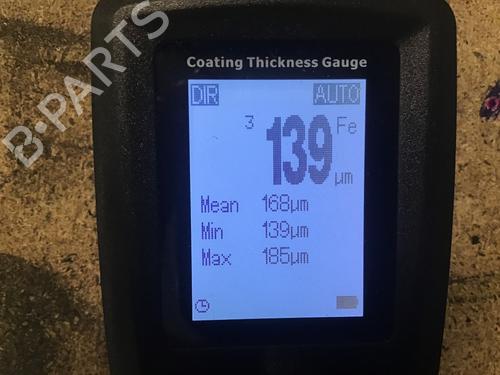 B-PARTS
Coating Thickness Gauge
DIR AUTO
3 139 Fe
µm
Mean 168µm
Min 139µm
Max 185µm